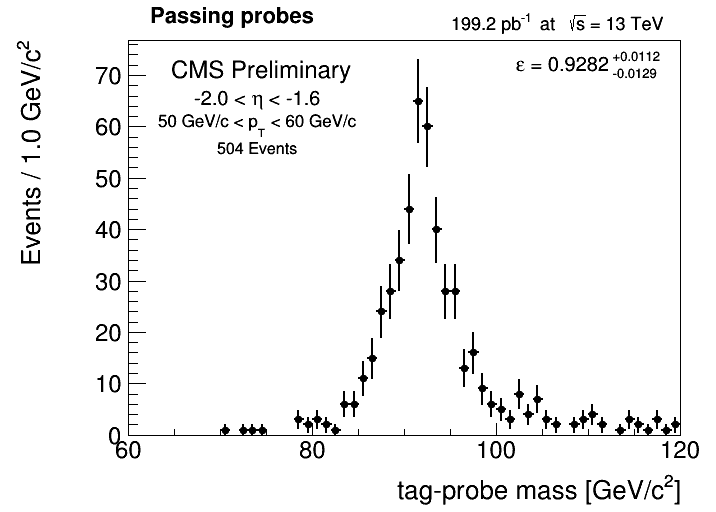 Passing probes
199.2 pb⁻¹ at √s = 13 TeV
CMS Preliminary
ε = 0.9282 +0.0112 -0.0129
-2.0 < η < -1.6
50 GeV/c < p_T < 60 GeV/c
504 Events
Events / 1.0 GeV/c²
70
60
50
40
30
20
10
0
60 80 100 120
tag-probe mass [GeV/c²]